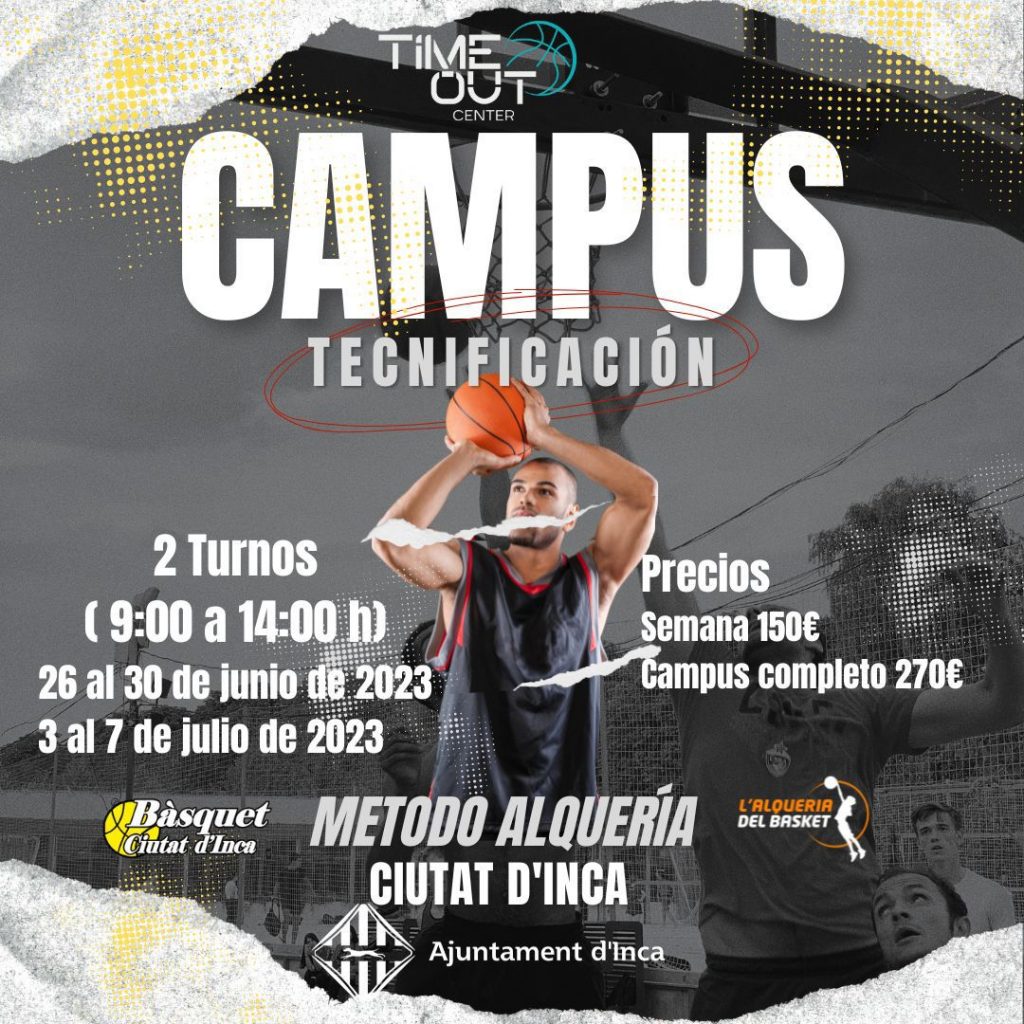 TiME
OUT
CENTER
CAMPUS
TECNIFICACIÓN
2 Turnos
( 9:00 a 14:00 h)
26 al 30 de junio de 2023
3 al 7 de julio de 2023
Precios
Semana 150€
Campus completo 270€
Bàsquet
Ciutat d'Inca
METODO ALQUERÍA
CIUTAT D'INCA
L'ALQUERIA
DEL BASKET
Ajuntament d'Inca